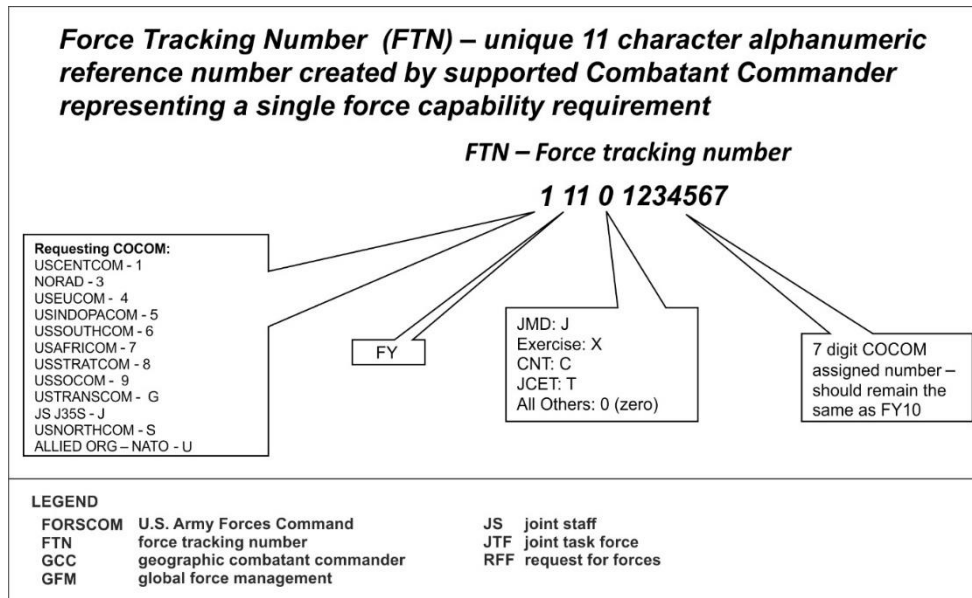 Force Tracking Number (FTN) – unique 11 character alphanumeric
reference number created by supported Combatant Commander
representing a single force capability requirement
FTN – Force tracking number
1 11 0 1234567
Requesting COCOM:
USCENTCOM - 1
NORAD - 3
USEUCOM - 4
USINDOPACOM - 5
USSOUTHCOM - 6
USAFRICOM - 7
USSTRATCOM - 8
USSOCOM - 9
USTRANSCOM - G
JS J35S - J
USNORTHCOM - S
ALLIED ORG – NATO - U
FY
JMD: J
Exercise: X
CNT: C
JCET: T
All Others: 0 (zero)
7 digit COCOM
assigned number –
should remain the
same as FY10
LEGEND
FORSCOM U.S. Army Forces Command
FTN force tracking number
GCC geographic combatant commander
GFM global force management
JS joint staff
JTF joint task force
RFF request for forces